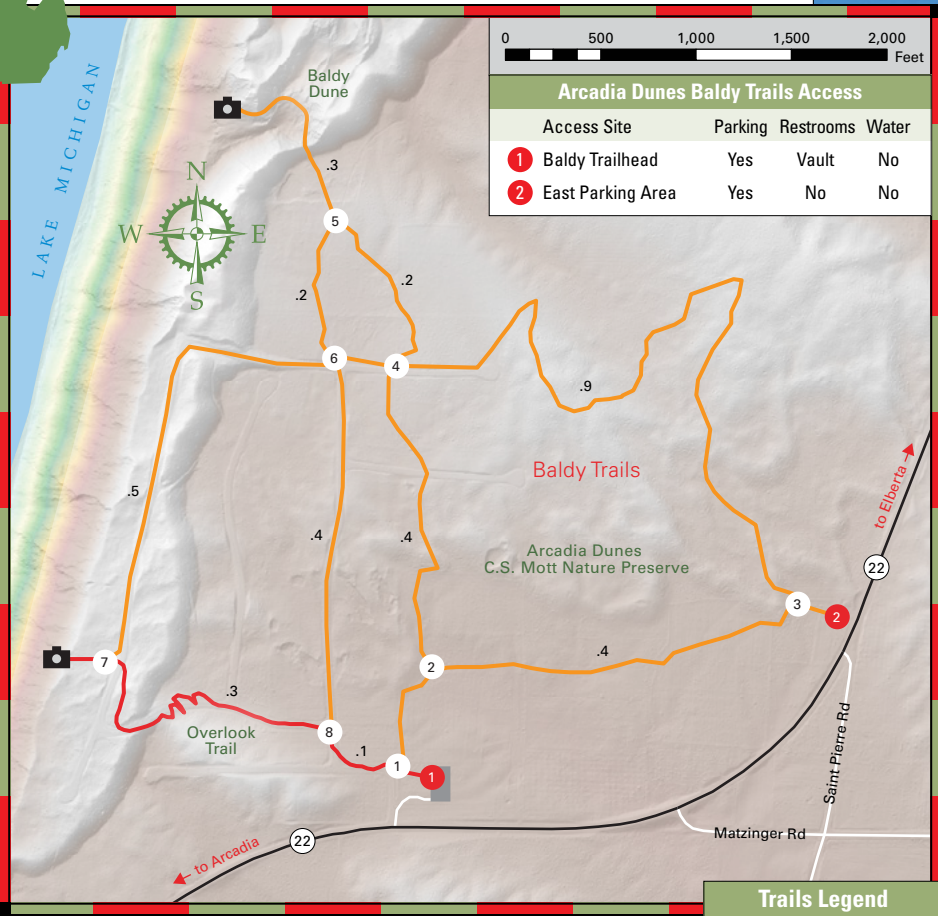 0 500 1,000 1,500 2,000
Feet
Arcadia Dunes Baldy Trails Access
Access Site Parking Restrooms Water
1 Baldy Trailhead Yes Vault No
2 East Parking Area Yes No No
Baldy
Dune
LAKE MICHIGAN
N
W E
S
.3
5
.2
.2
6
4
.9
.5
Baldy Trails
to Elberta
.4
.4
Arcadia Dunes
C.S. Mott Nature Preserve
22
3
2
7
2
.4
.3
Overlook
Trail
8
.1
1
1
Saint Pierre Rd
Matzinger Rd
22
to Arcadia
Trails Legend